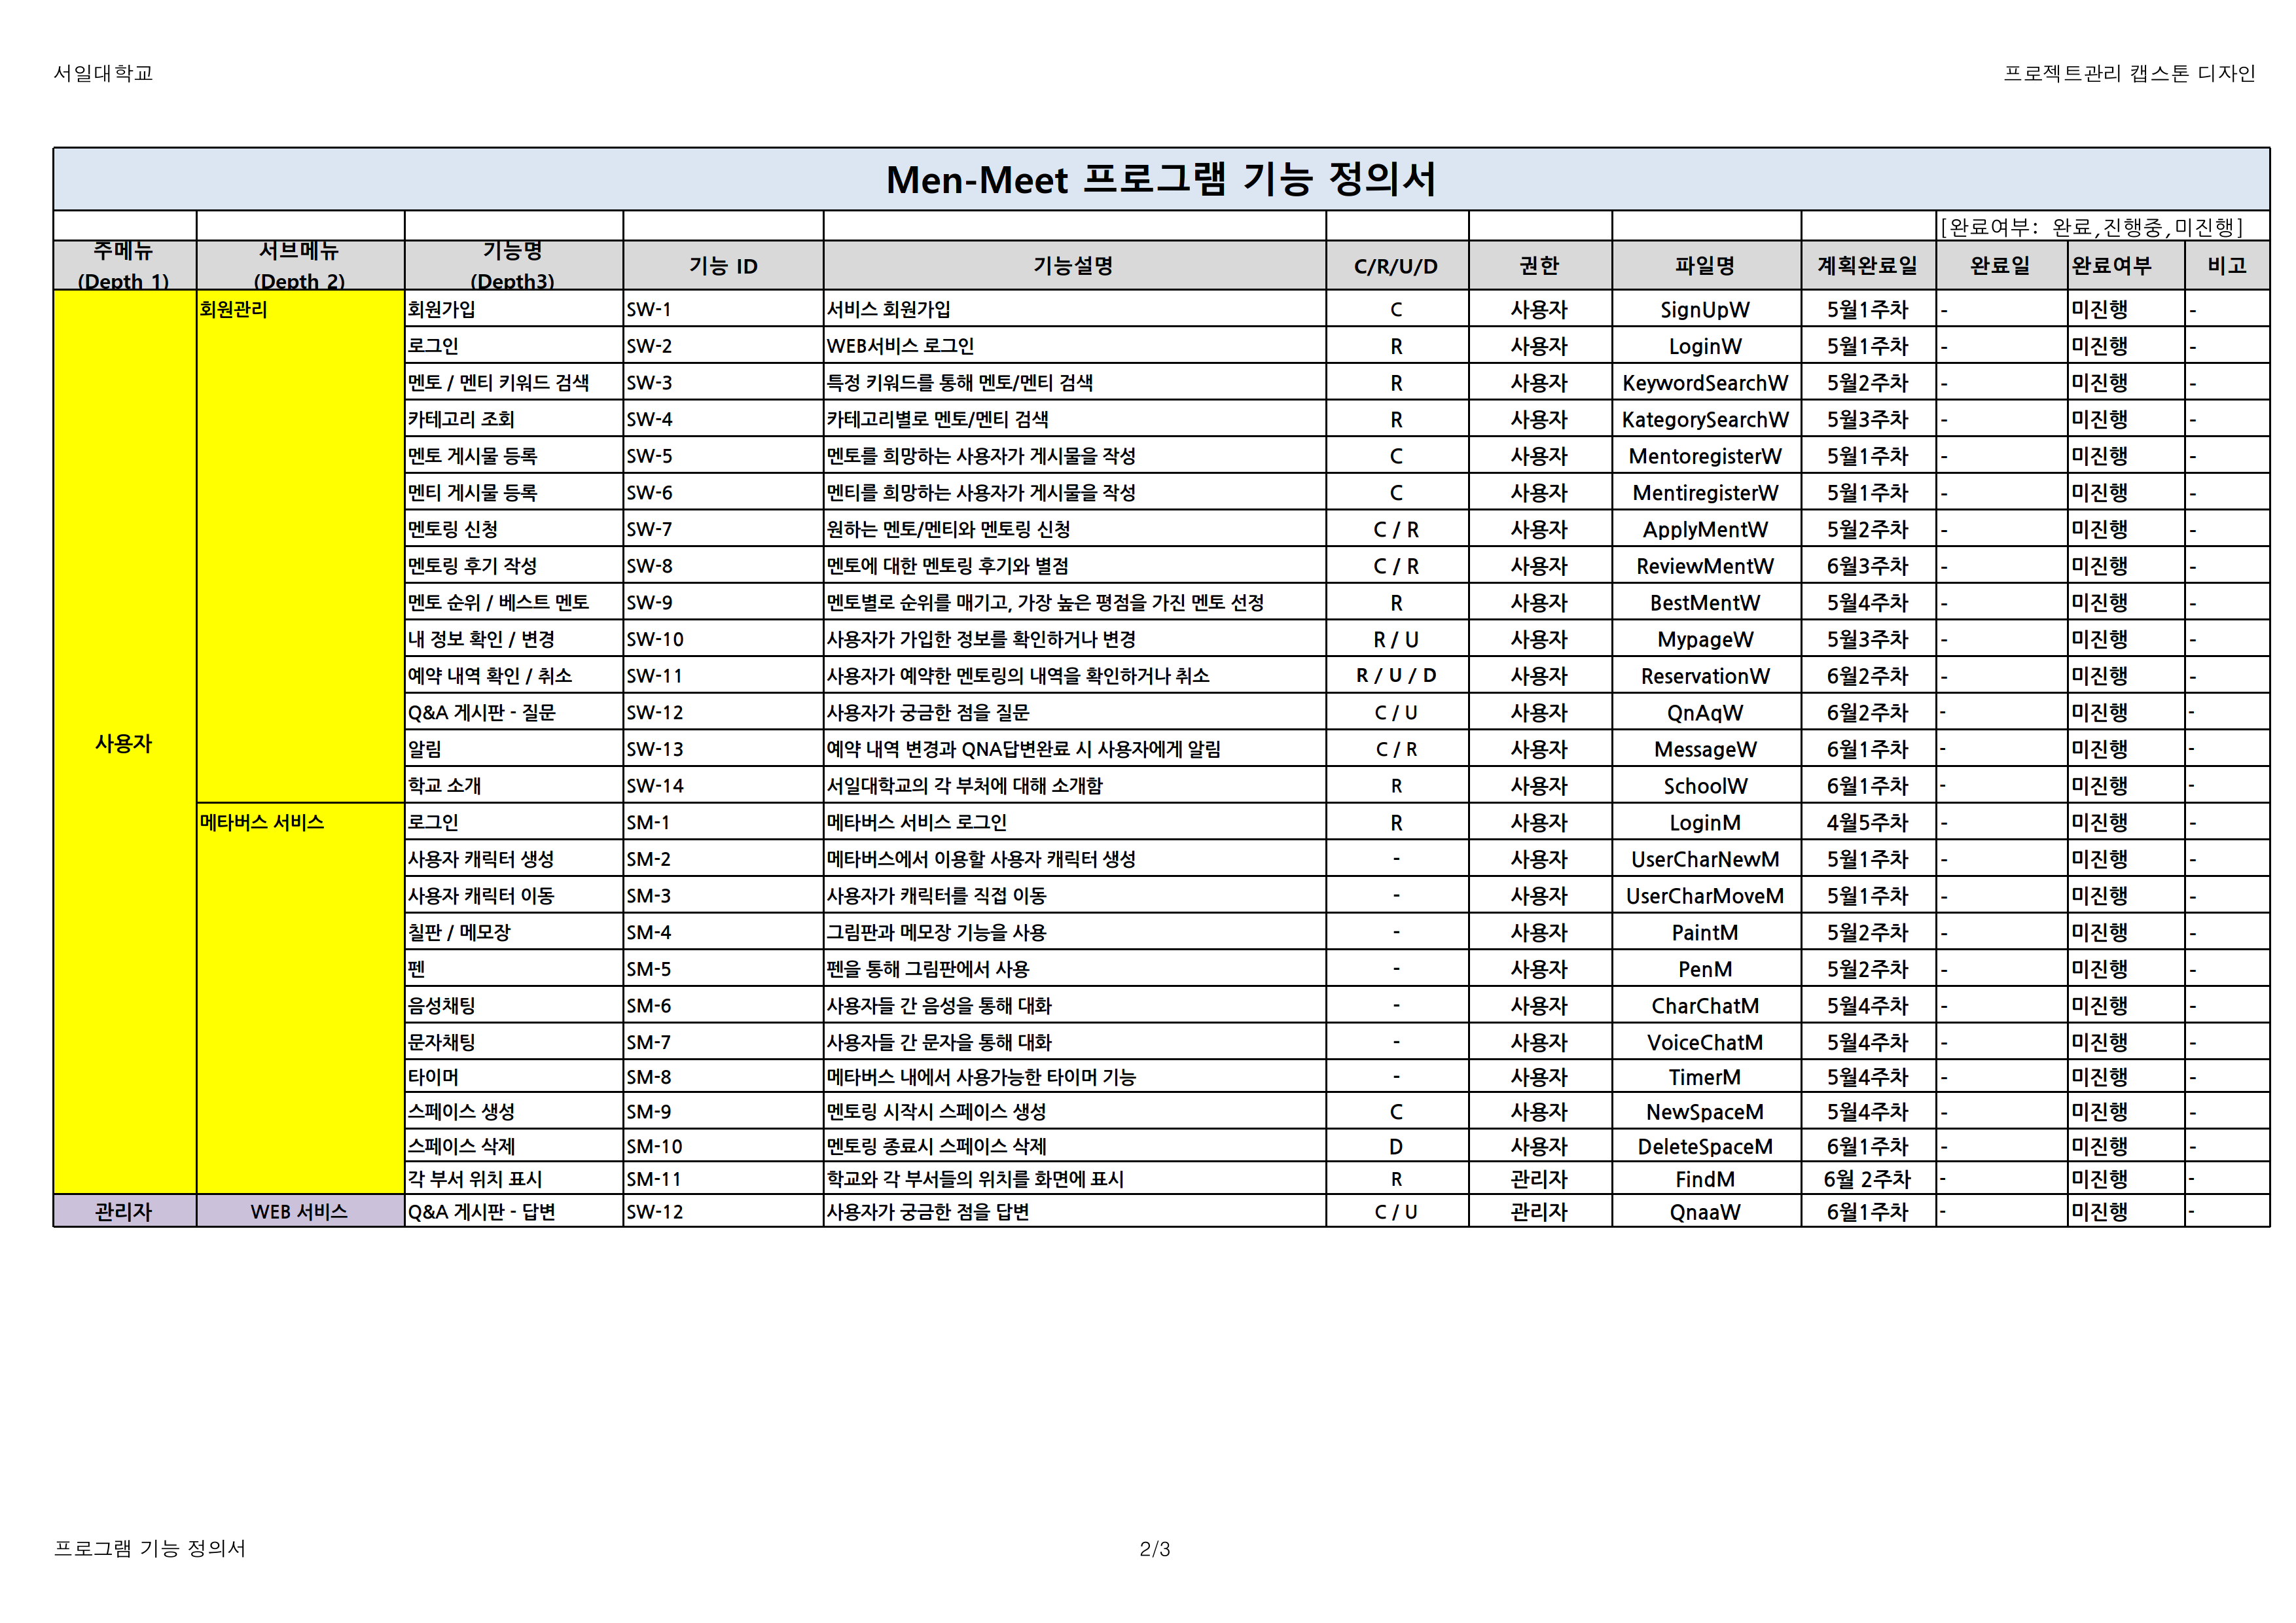 서일대학교 프로젝트관리 캡스톤 디자인
Men-Meet 프로그램 기능 정의서
[완료여부: 완료,진행중,미진행]
주메뉴 (Depth 1) 서브메뉴 (Depth 2) 기능명 (Depth3) 기능 ID 기능설명 C/R/U/D 권한 파일명 계획완료일 완료일 완료여부 비고
사용자 회원관리 회원가입 SW-1 서비스 회원가입 C 사용자 SignUpW 5월1주차 - 미진행 -
로그인 SW-2 WEB서비스 로그인 R 사용자 LoginW 5월1주차 - 미진행 -
멘토 / 멘티 키워드 검색 SW-3 특정 키워드를 통해 멘토/멘티 검색 R 사용자 KeywordSearchW 5월2주차 - 미진행 -
카테고리 조회 SW-4 카테고리별로 멘토/멘티 검색 R 사용자 KategorySearchW 5월3주차 - 미진행 -
멘토 게시물 등록 SW-5 멘토를 희망하는 사용자가 게시물을 작성 C 사용자 MentoregisterW 5월1주차 - 미진행 -
멘티 게시물 등록 SW-6 멘티를 희망하는 사용자가 게시물을 작성 C 사용자 MentiregisterW 5월1주차 - 미진행 -
멘토링 신청 SW-7 원하는 멘토/멘티와 멘토링 신청 C / R 사용자 ApplyMentW 5월2주차 - 미진행 -
멘토링 후기 작성 SW-8 멘토에 대한 멘토링 후기와 별점 C / R 사용자 ReviewMentW 6월3주차 - 미진행 -
멘토 순위 / 베스트 멘토 SW-9 멘토별로 순위를 매기고, 가장 높은 평점을 가진 멘토 선정 R 사용자 BestMentW 5월4주차 - 미진행 -
내 정보 확인 / 변경 SW-10 사용자가 가입한 정보를 확인하거나 변경 R / U 사용자 MypageW 5월3주차 - 미진행 -
예약 내역 확인 / 취소 SW-11 사용자가 예약한 멘토링의 내역을 확인하거나 취소 R / U / D 사용자 ReservationW 6월2주차 - 미진행 -
Q&A 게시판 - 질문 SW-12 사용자가 궁금한 점을 질문 C / U 사용자 QnAqW 6월2주차 - 미진행 -
알림 SW-13 예약 내역 변경과 QNA답변완료 시 사용자에게 알림 C / R 사용자 MessageW 6월1주차 - 미진행 -
학교 소개 SW-14 서일대학교의 각 부처에 대해 소개함 R 사용자 SchoolW 6월1주차 - 미진행 -
메타버스 서비스 로그인 SM-1 메타버스 서비스 로그인 R 사용자 LoginM 4월5주차 - 미진행 -
사용자 캐릭터 생성 SM-2 메타버스에서 이용할 사용자 캐릭터 생성 - 사용자 UserCharNewM 5월1주차 - 미진행 -
사용자 캐릭터 이동 SM-3 사용자가 캐릭터를 직접 이동 - 사용자 UserCharMoveM 5월1주차 - 미진행 -
칠판 / 메모장 SM-4 그림판과 메모장 기능을 사용 - 사용자 PaintM 5월2주차 - 미진행 -
펜 SM-5 펜을 통해 그림판에서 사용 - 사용자 PenM 5월2주차 - 미진행 -
음성채팅 SM-6 사용자들 간 음성을 통해 대화 - 사용자 CharChatM 5월4주차 - 미진행 -
문자채팅 SM-7 사용자들 간 문자을 통해 대화 - 사용자 VoiceChatM 5월4주차 - 미진행 -
타이머 SM-8 메타버스 내에서 사용가능한 타이머 기능 - 사용자 TimerM 5월4주차 - 미진행 -
스페이스 생성 SM-9 멘토링 시작시 스페이스 생성 C 사용자 NewSpaceM 5월4주차 - 미진행 -
스페이스 삭제 SM-10 멘토링 종료시 스페이스 삭제 D 사용자 DeleteSpaceM 6월1주차 - 미진행 -
각 부서 위치 표시 SM-11 학교와 각 부서들의 위치를 화면에 표시 R 관리자 FindM 6월 2주차 - 미진행 -
관리자 WEB 서비스 Q&A 게시판 - 답변 SW-12 사용자가 궁금한 점을 답변 C / U 관리자 QnaaW 6월1주차 - 미진행 -
프로그램 기능 정의서 2/3